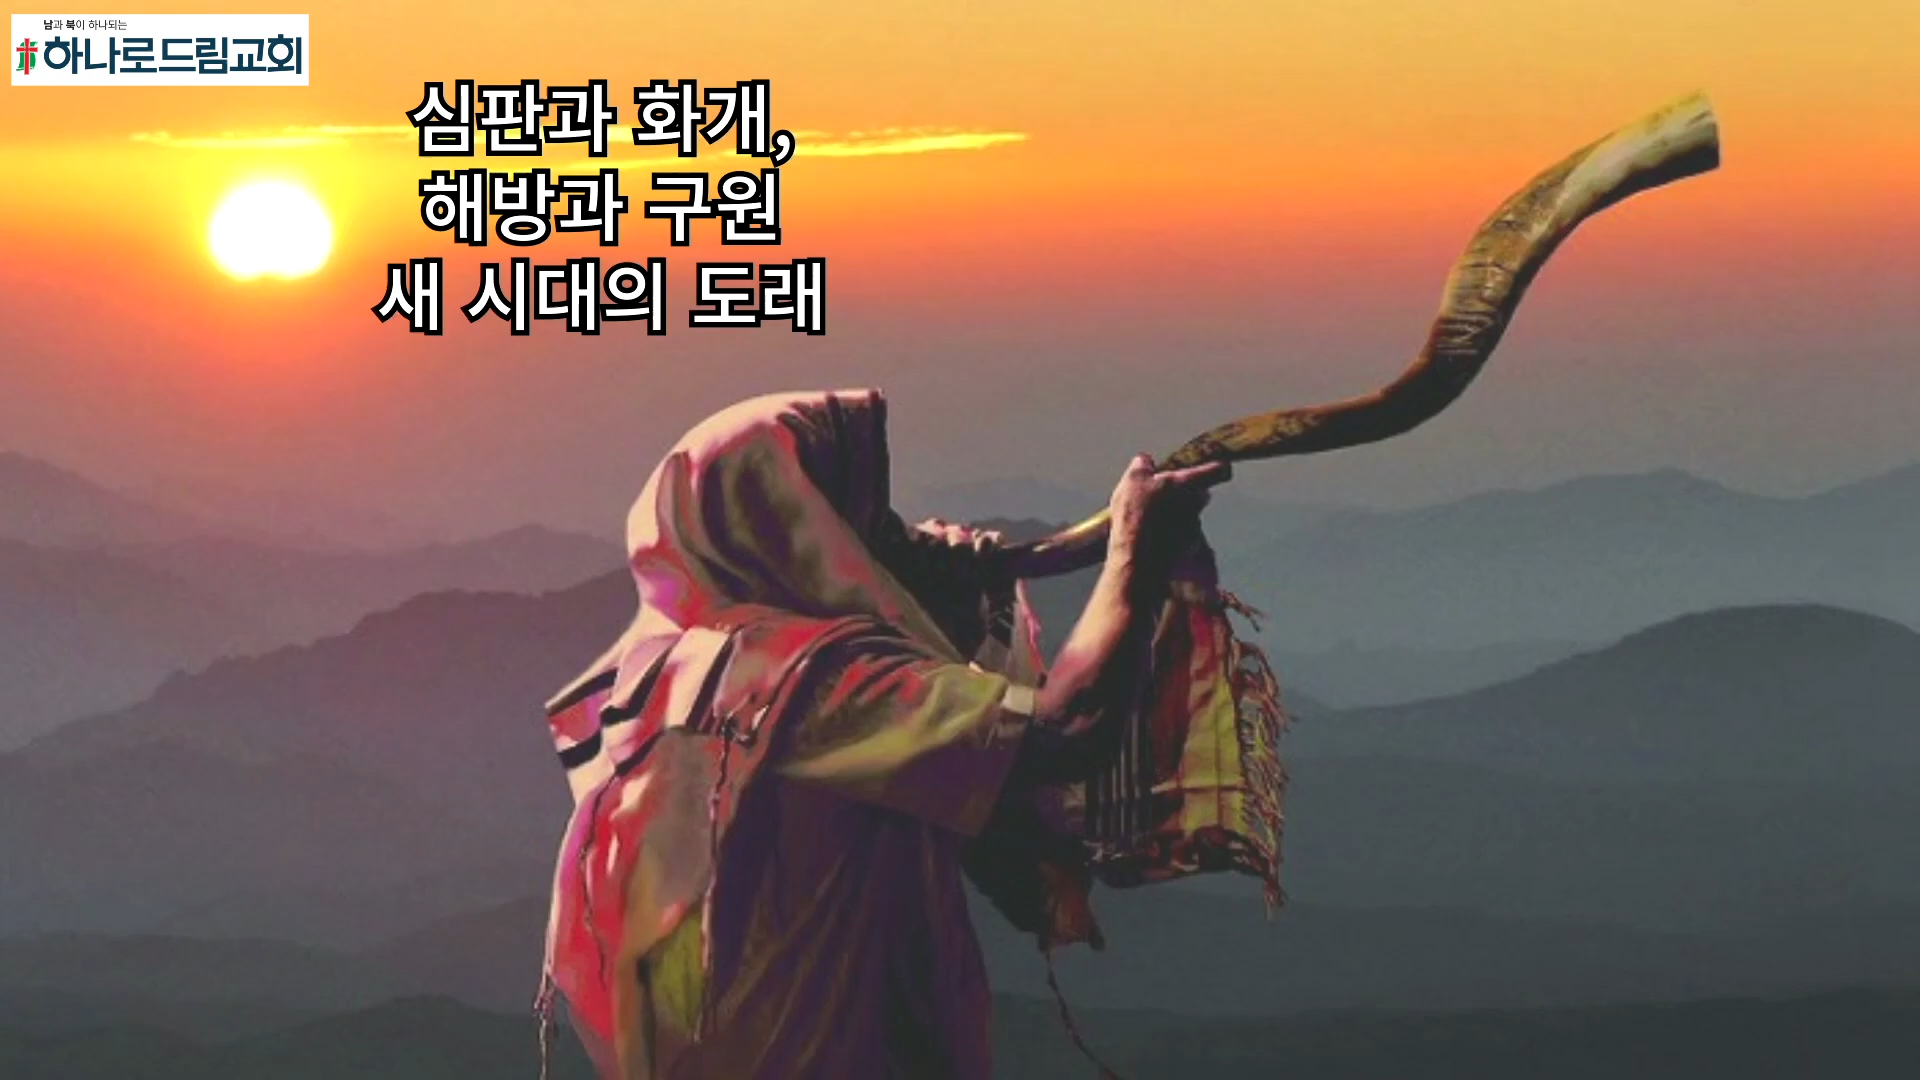 남과 북이 하나되는
하나로드림교회
심판과 화개,
해방과 구원
새 시대의 도래